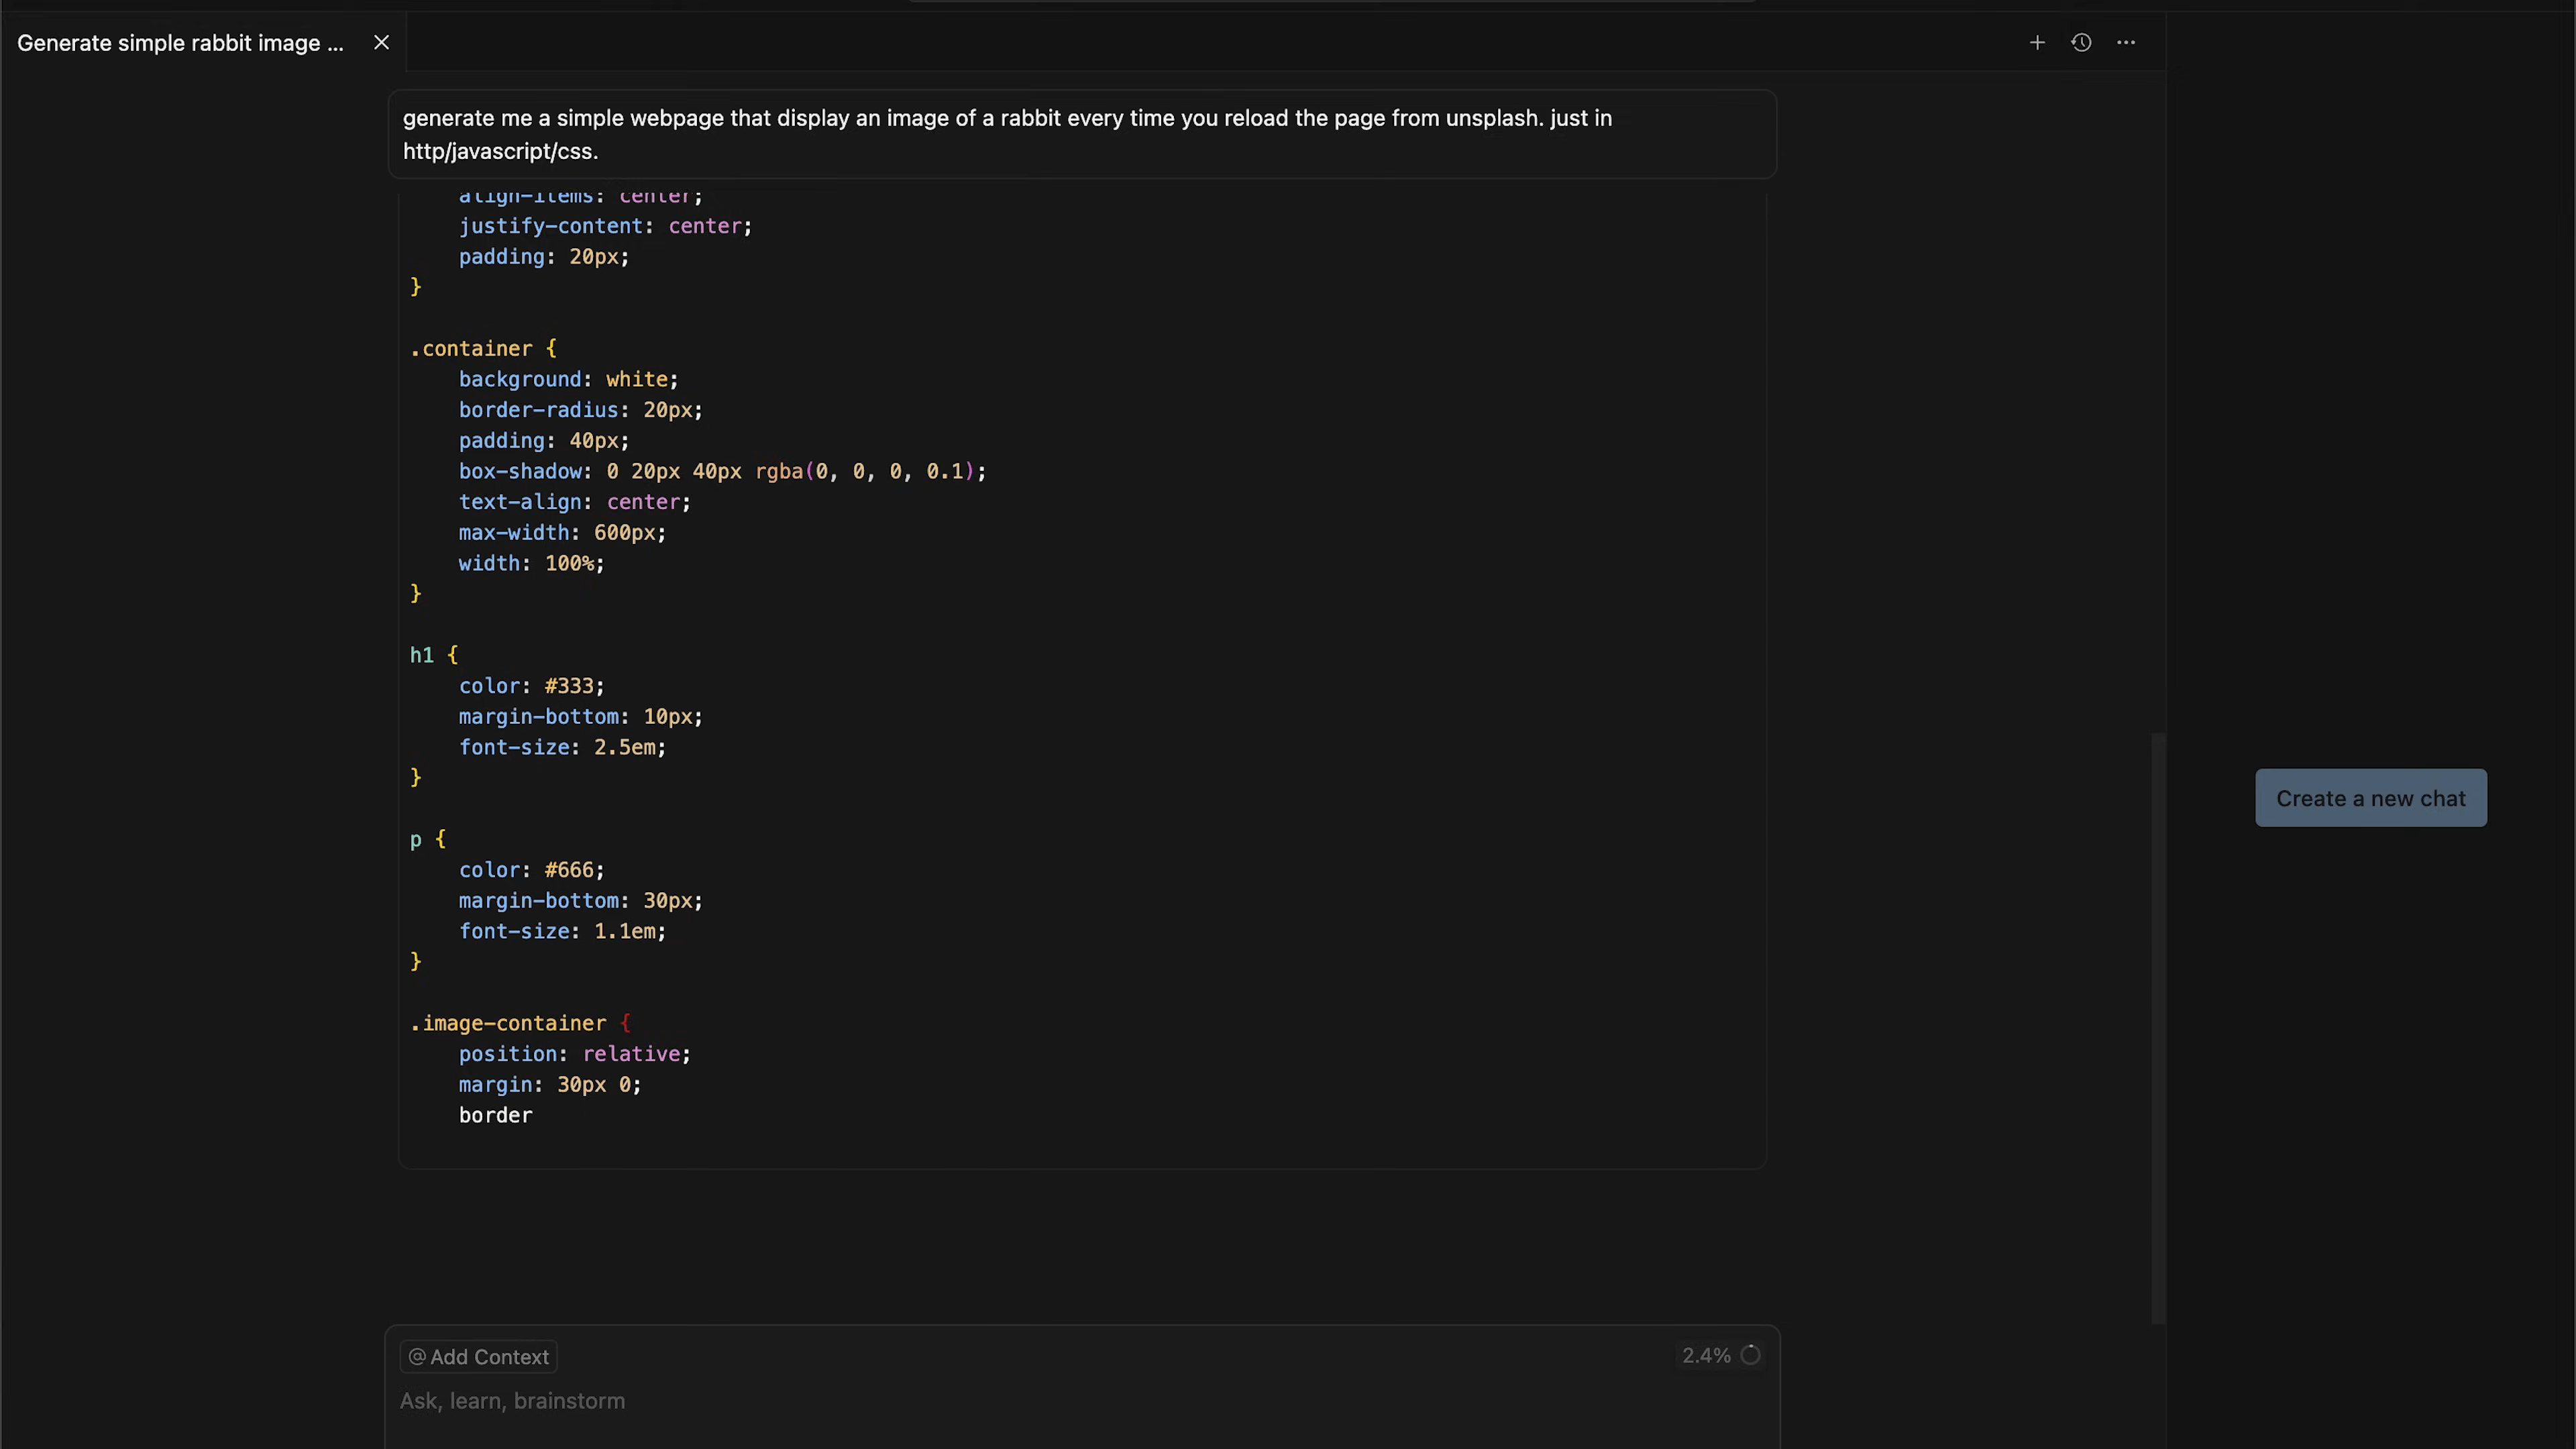 Generate simple rabbit image ...
generate me a simple webpage that display an image of a rabbit every time you reload the page from unsplash. just in
http/javascript/css.
align-items: center;
justify-content: center;
padding: 20px;
}
.container {
background: white;
border-radius: 20px;
padding: 40px;
box-shadow: 0 20px 40px rgba(0, 0, 0, 0.1);
text-align: center;
max-width: 600px;
width: 100%;
}
h1 {
color: #333;
margin-bottom: 10px;
font-size: 2.5em;
}
p {
color: #666;
margin-bottom: 30px;
font-size: 1.1em;
}
.image-container {
position: relative;
margin: 30px 0;
border
Create a new chat
@ Add Context
2.4%
Ask, learn, brainstorm